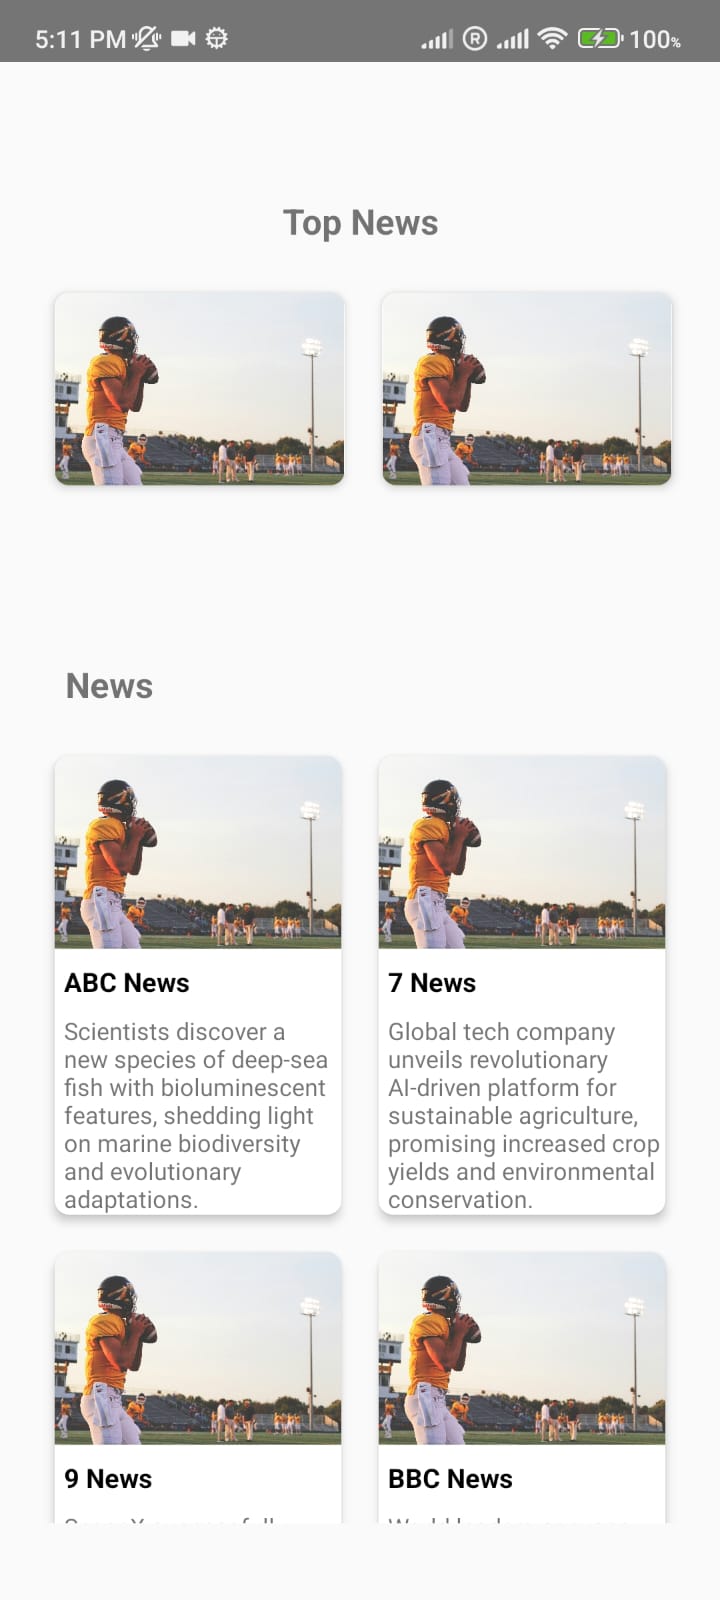 5:11 PM
R
100%
Top News
News
ABC News
Scientists discover a
new species of deep-sea
fish with bioluminescent
features, shedding light
on marine biodiversity
and evolutionary
adaptations.
7 News
Global tech company
unveils revolutionary
AI-driven platform for
sustainable agriculture,
promising increased crop
yields and environmental
conservation.
9 News
BBC News